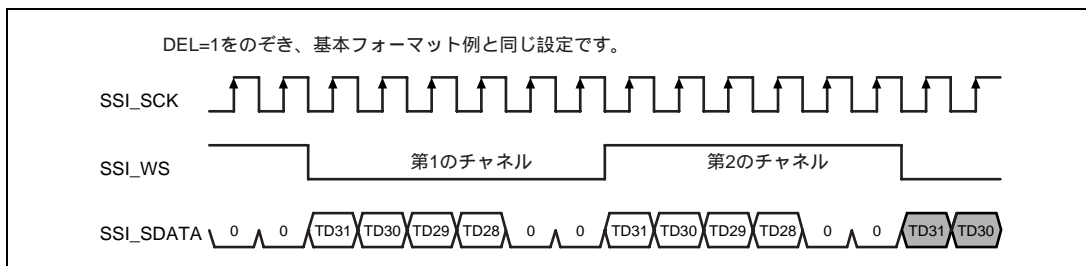 DEL=1をのぞき、基本フォーマット例と同じ設定です。
SSI_SCK
SSI_WS 第1のチャネル 第2のチャネル
SSI_SDATA 0 0 TD31 TD30 TD29 TD28 0 0 TD31 TD30 TD29 TD28 0 0 TD31 TD30